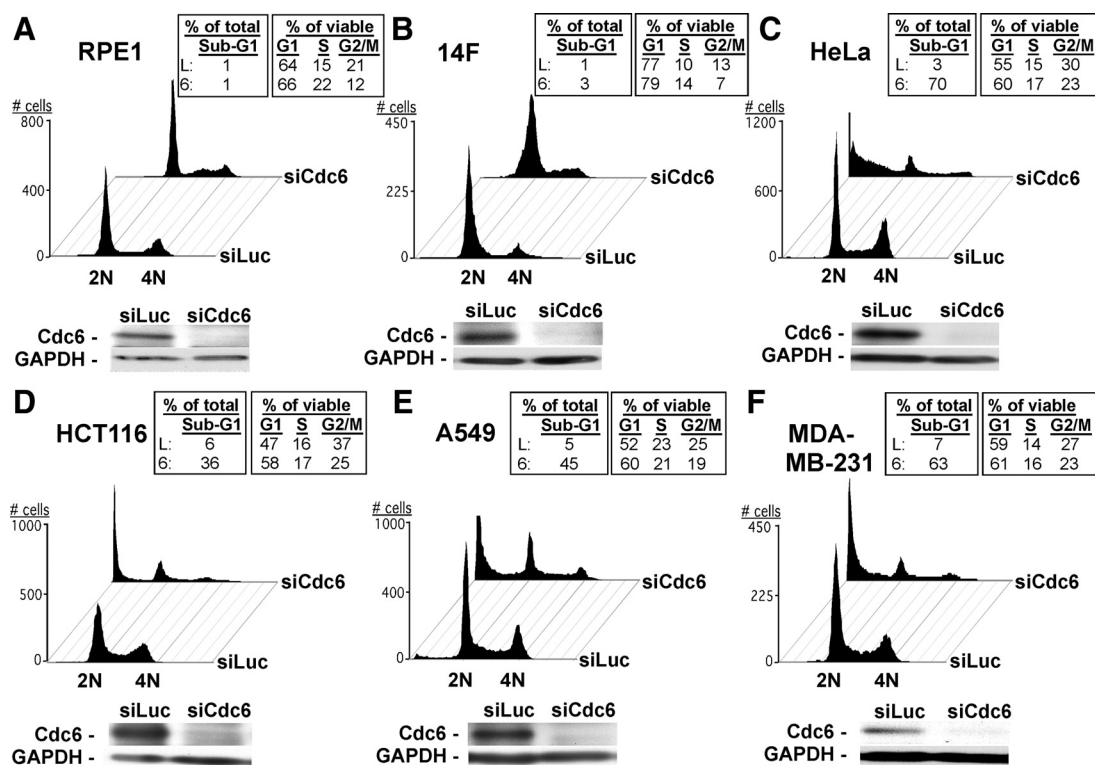 A
RPE1
% of total
Sub-G1
L: 1
6: 1
% of viable
G1 S G2/M
64 15 21
66 22 12
# cells
800
400
0
siCdc6
siLuc
2N 4N
siLuc siCdc6
Cdc6 -
GAPDH -
B
14F
% of total
Sub-G1
L: 1
6: 3
% of viable
G1 S G2/M
77 10 13
79 14 7
# cells
450
225
0
siCdc6
siLuc
2N 4N
siLuc siCdc6
Cdc6 -
GAPDH -
C
HeLa
% of total
Sub-G1
L: 3
6: 70
% of viable
G1 S G2/M
55 15 30
60 17 23
# cells
1200
600
0
siCdc6
siLuc
2N 4N
siLuc siCdc6
Cdc6 -
GAPDH -
D
HCT116
% of total
Sub-G1
L: 6
6: 36
% of viable
G1 S G2/M
47 16 37
58 17 25
# cells
1000
500
0
siCdc6
siLuc
2N 4N
siLuc siCdc6
Cdc6 -
GAPDH -
E
A549
% of total
Sub-G1
L: 5
6: 45
% of viable
G1 S G2/M
52 23 25
60 21 19
# cells
1000
500
0
siCdc6
siLuc
2N 4N
siLuc siCdc6
Cdc6 -
GAPDH -
F
MDA-
MB-231
% of total
Sub-G1
L: 7
6: 63
% of viable
G1 S G2/M
59 14 27
61 16 23
# cells
450
225
0
siCdc6
siLuc
2N 4N
siLuc siCdc6
Cdc6 -
GAPDH -